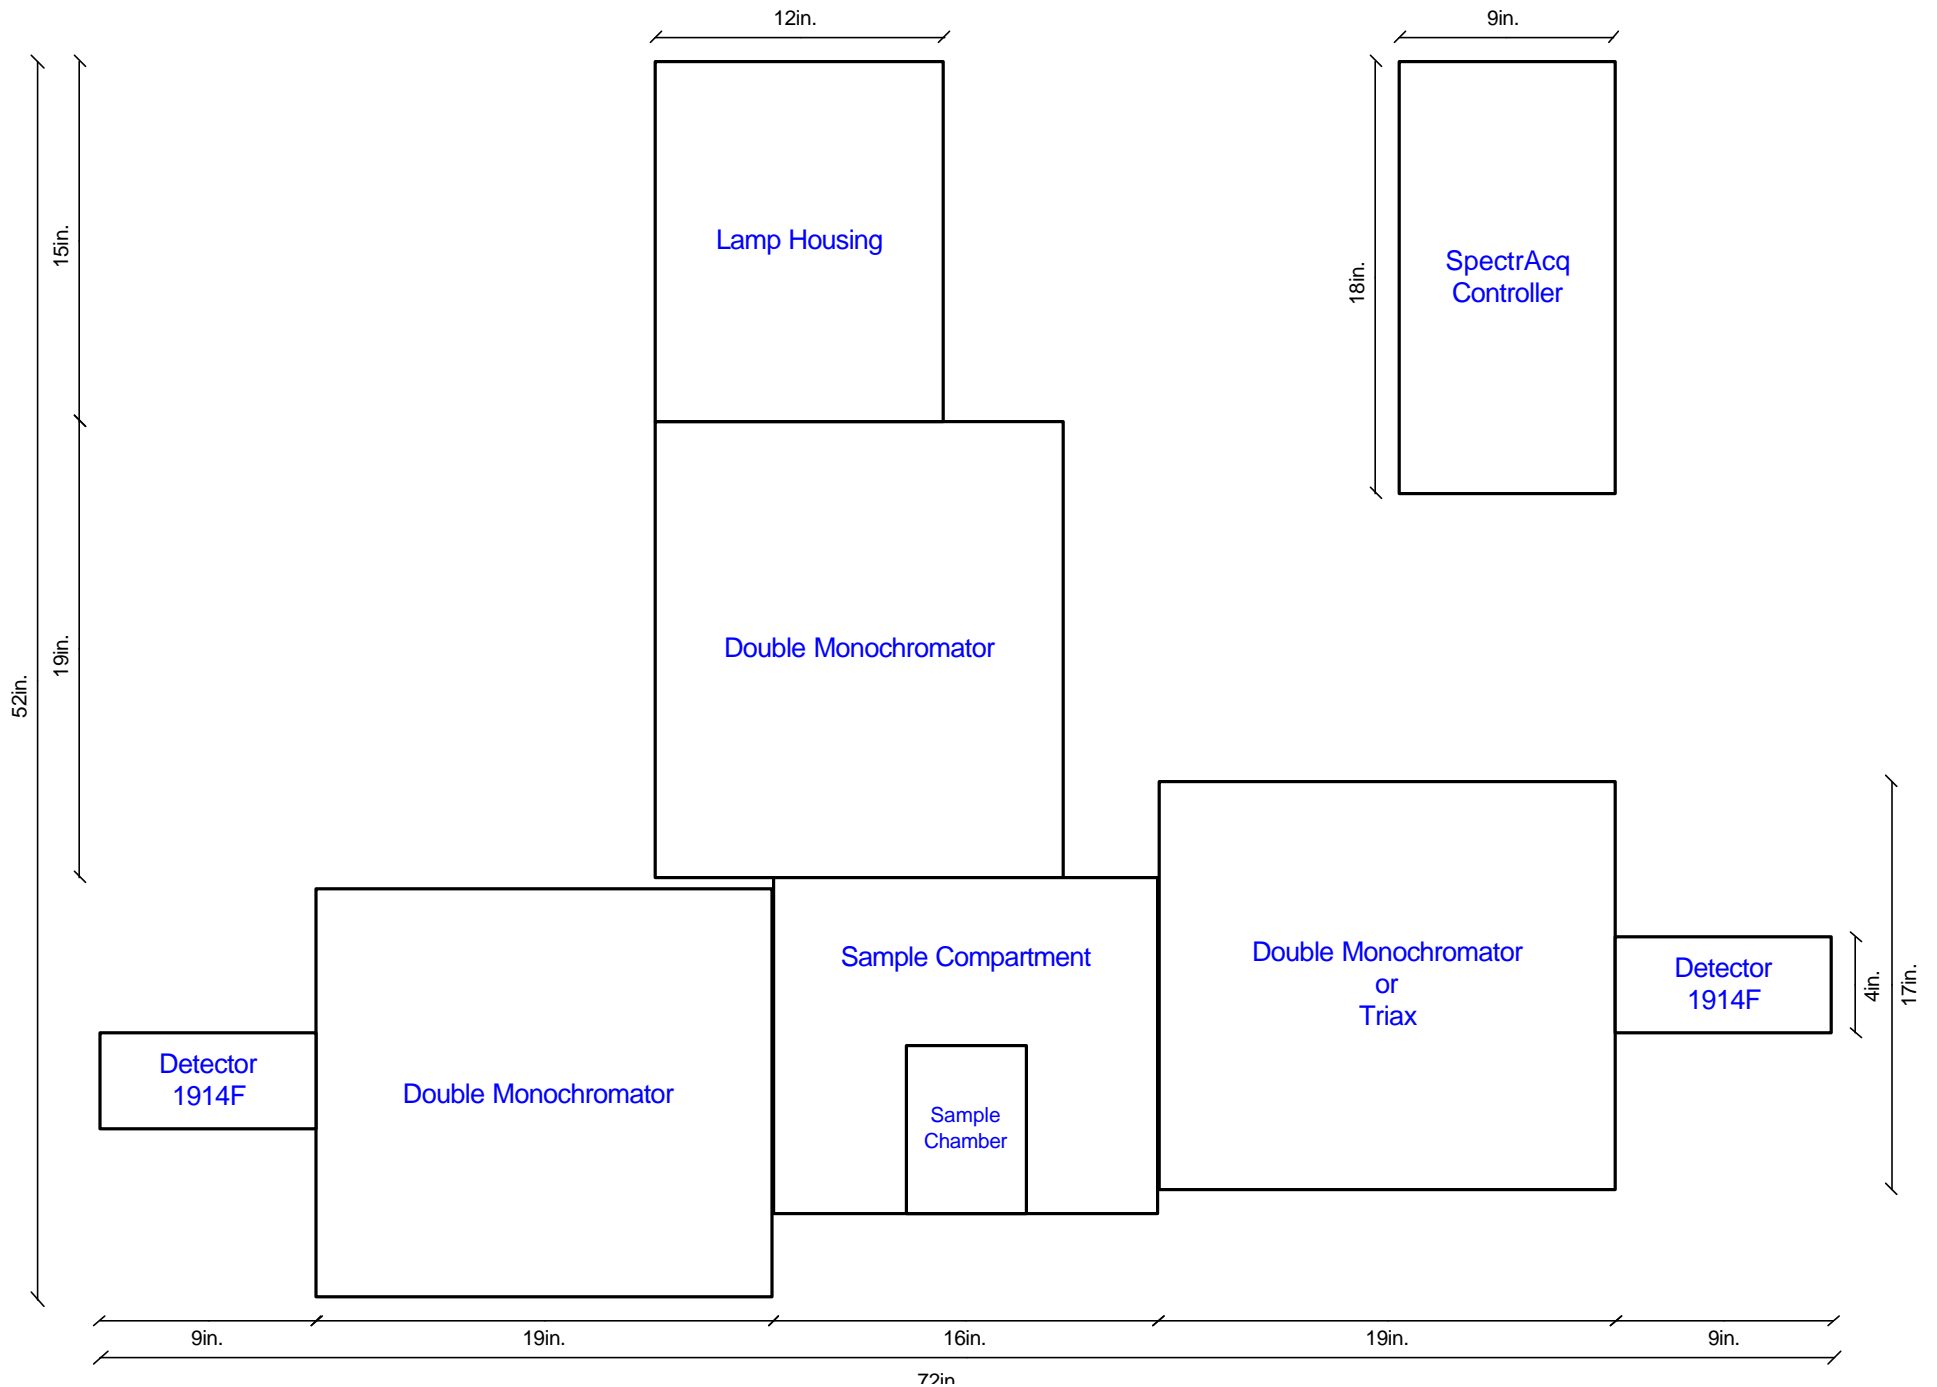 12in.
9in.
15in.
Lamp Housing
SpectrAcq
Controller
18in.
19in.
52in.
Double Monochromator
Sample Compartment
Double Monochromator
or
Triax
Detector
1914F
4in.
17in.
Detector
1914F
Double Monochromator
Sample
Chamber
9in.
19in.
16in.
19in.
9in.
72in